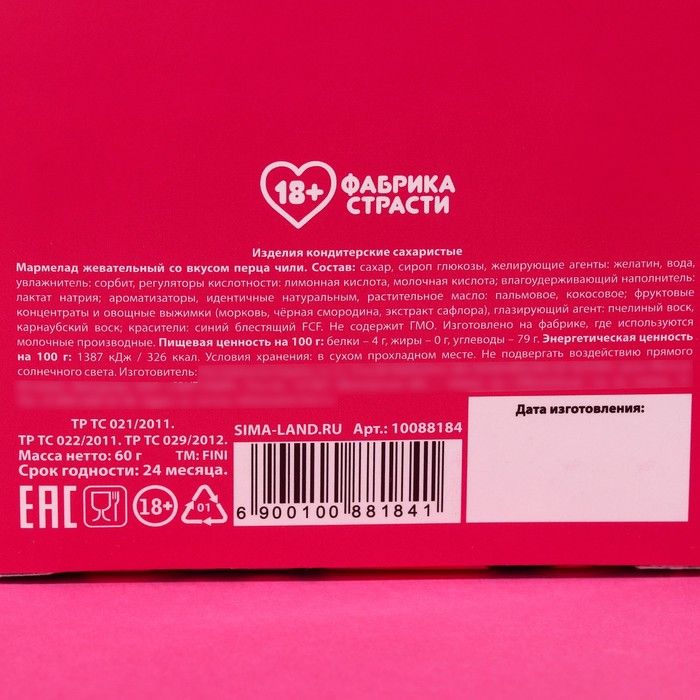 18+ ФАБРИКА
СТРАСТИ
Изделия кондитерские сахаристые
Мармелад жевательный со вкусом перца чили. Состав: сахар, сироп глюкозы, желирующие агенты: желатин, вода,
увлажнитель: сорбит, регуляторы кислотности: лимонная кислота, молочная кислота; влагоудерживающий наполнитель:
лактат натрия; ароматизаторы, идентичные натуральным, растительное масло: пальмовое, кокосовое; фруктовые
концентраты и овощные выжимки (морковь, чёрная смородина, экстракт сафлора), глазирующий агент: пчелиный воск,
карнаубский воск; красители: синий блестящий FCF. Не содержит ГМО. Изготовлено на фабрике, где используются
молочные производные. Пищевая ценность на 100 г: белки – 4 г, жиры – 0 г, углеводы – 79 г. Энергетическая ценность
на 100 г: 1387 кДж / 326 ккал. Условия хранения: в сухом прохладном месте. Не подвергать воздействию прямого
солнечного света. Изготовитель:
ТР ТС 021/2011.
ТР ТС 022/2011. ТР ТС 029/2012.
Масса нетто: 60 г ТМ: FINI
Срок годности: 24 месяца.
EAC 18+ 01
SIMA-LAND.RU Арт.: 10088184
6 900100 881841
Дата изготовления: